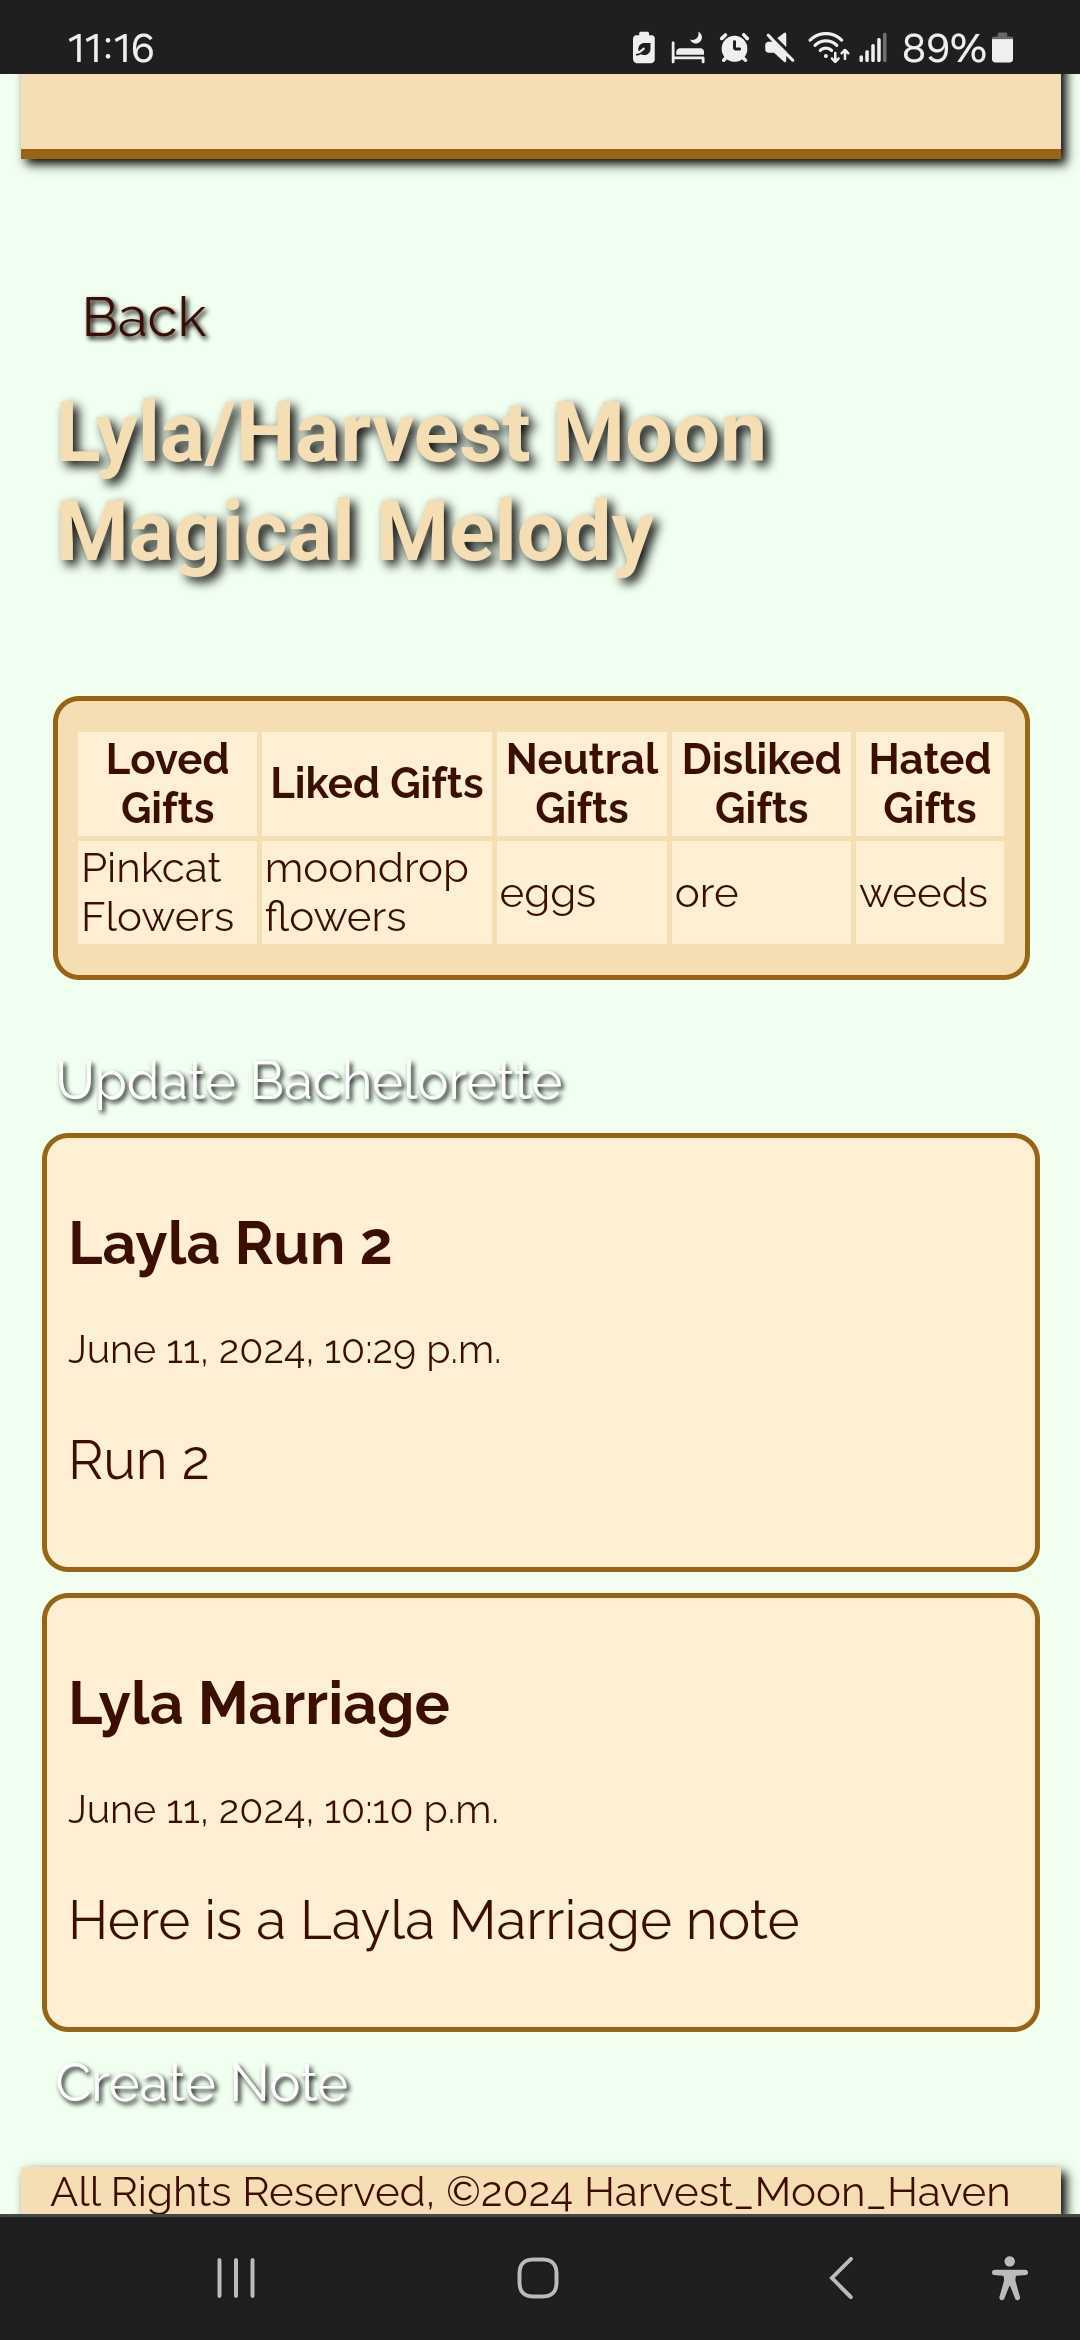 11:16 89%
Back
Lyla/Harvest Moon
Magical Melody
Loved Gifts Liked Gifts Neutral Gifts Disliked Gifts Hated Gifts
Pinkcat Flowers moondrop flowers eggs ore weeds
Update Bachelorette
Layla Run 2
June 11, 2024, 10:29 p.m.
Run 2
Lyla Marriage
June 11, 2024, 10:10 p.m.
Here is a Layla Marriage note
Create Note
All Rights Reserved, ©2024 Harvest_Moon_Haven